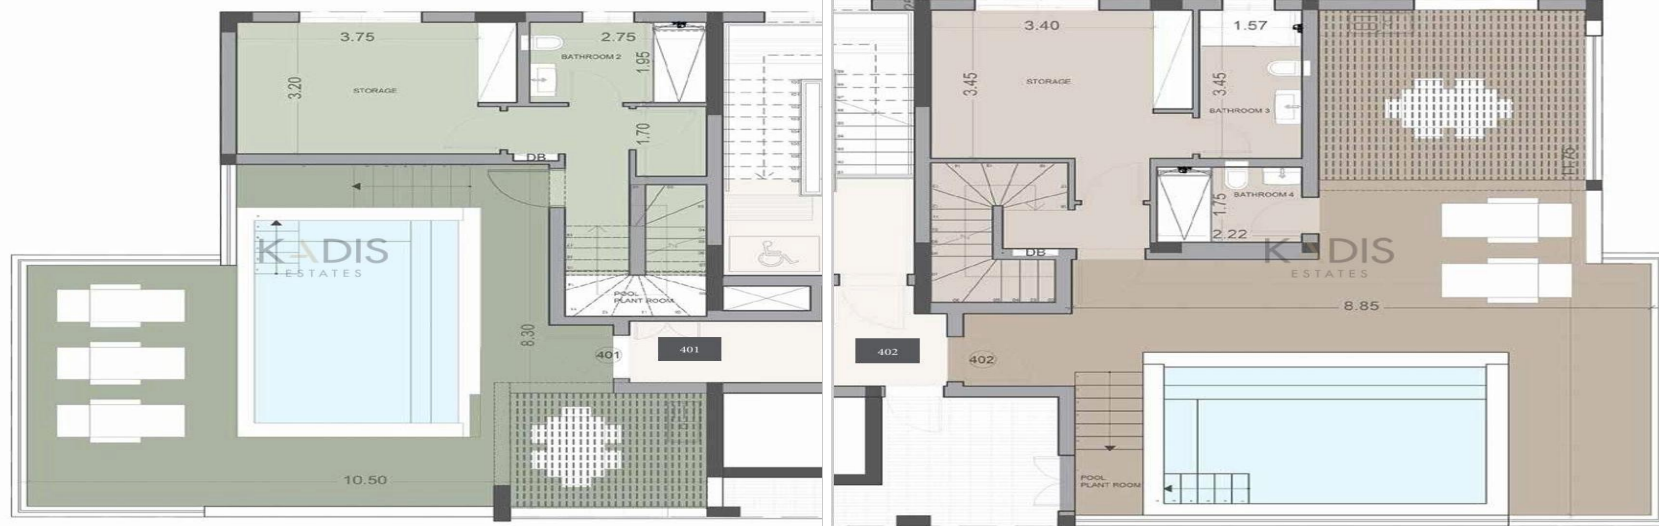 3.75
2.75
BATHROOM 2
1.95
3.20
STORAGE
1.70
DB
KADIS
ESTATES
POOL
PLANT ROOM
8.30
401
401
10.50
3.40
1.57
STORAGE
3.45
3.45
BATHROOM 3
BATHROOM 4
1.75
2.22
DB
KADIS
ESTATES
8.85
402
402
POOL
PLANT ROOM